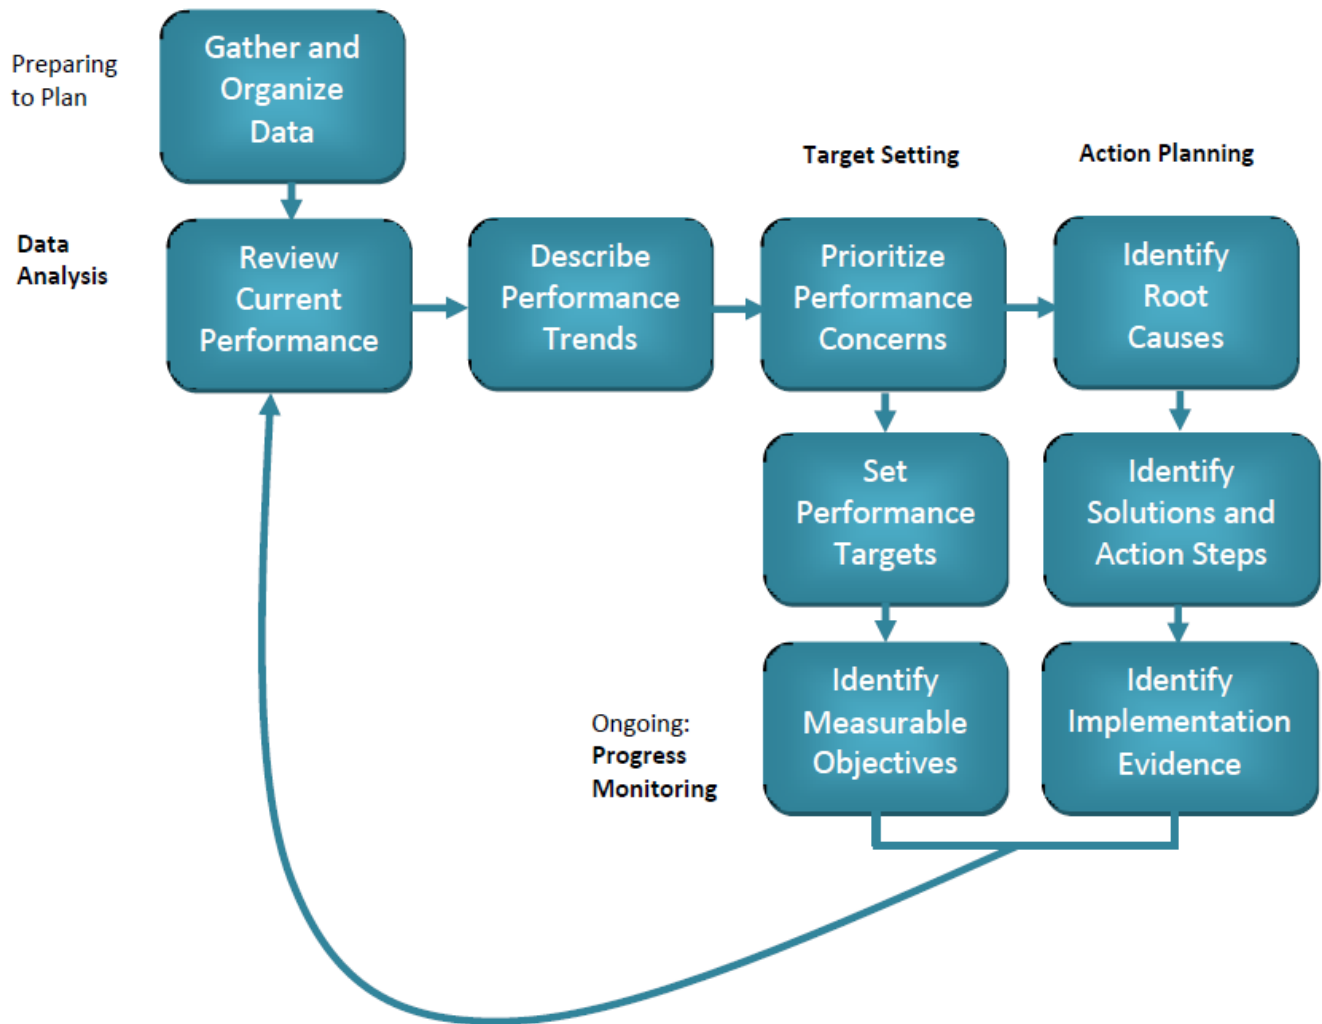 Preparing
to Plan
Gather and
Organize
Data
Target Setting
Action Planning
Data
Analysis
Review
Current
Performance
Describe
Performance
Trends
Prioritize
Performance
Concerns
Identify
Root
Causes
Set
Performance
Targets
Identify
Solutions and
Action Steps
Ongoing:
Progress
Monitoring
Identify
Measurable
Objectives
Identify
Implementation
Evidence